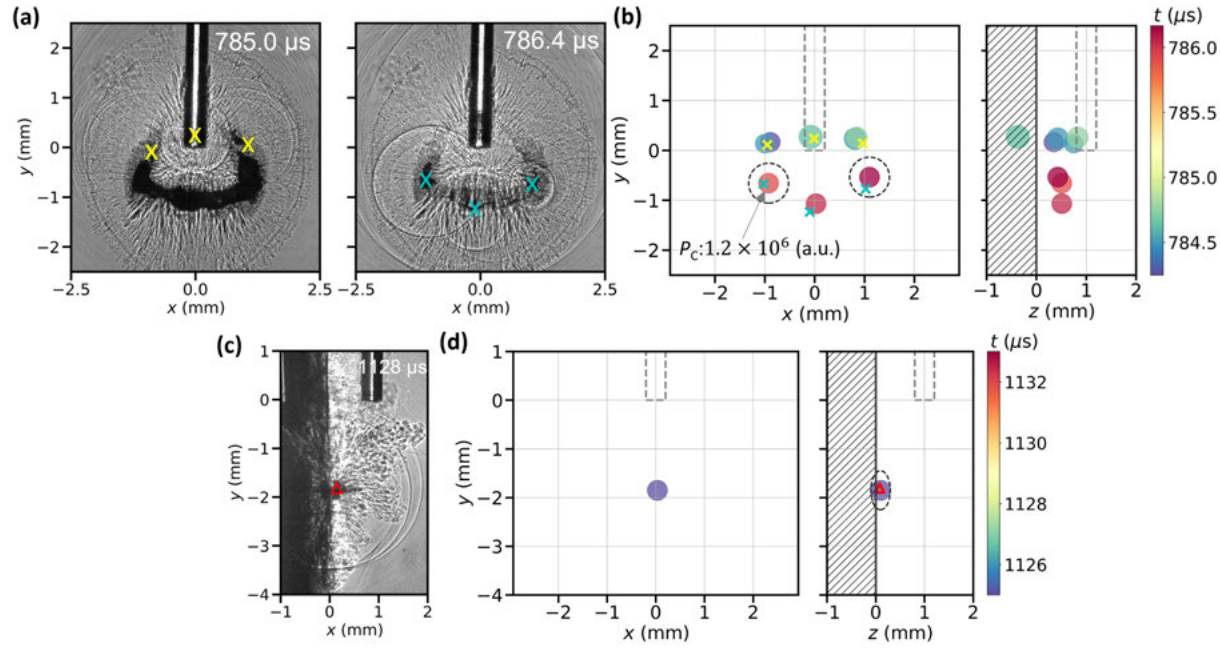 (a)
785.0 µs
786.4 µs
y (mm)
2
1
0
−1
−2
−2.5
0.0
2.5
x (mm)
−2.5
0.0
2.5
x (mm)
(b)
y (mm)
2
1
0
−1
−2
P_C:1.2 × 10⁶ (a.u.)
−2
−1
0
1
2
x (mm)
−1
0
1
2
z (mm)
t (µs)
786.0
785.5
785.0
784.5
(c)
1128 µs
y (mm)
1
0
−1
−2
−3
−4
−1
0
1
2
x (mm)
(d)
y (mm)
1
0
−1
−2
−3
−4
−2
−1
0
1
2
x (mm)
−1
0
1
2
z (mm)
t (µs)
1132
1130
1128
1126